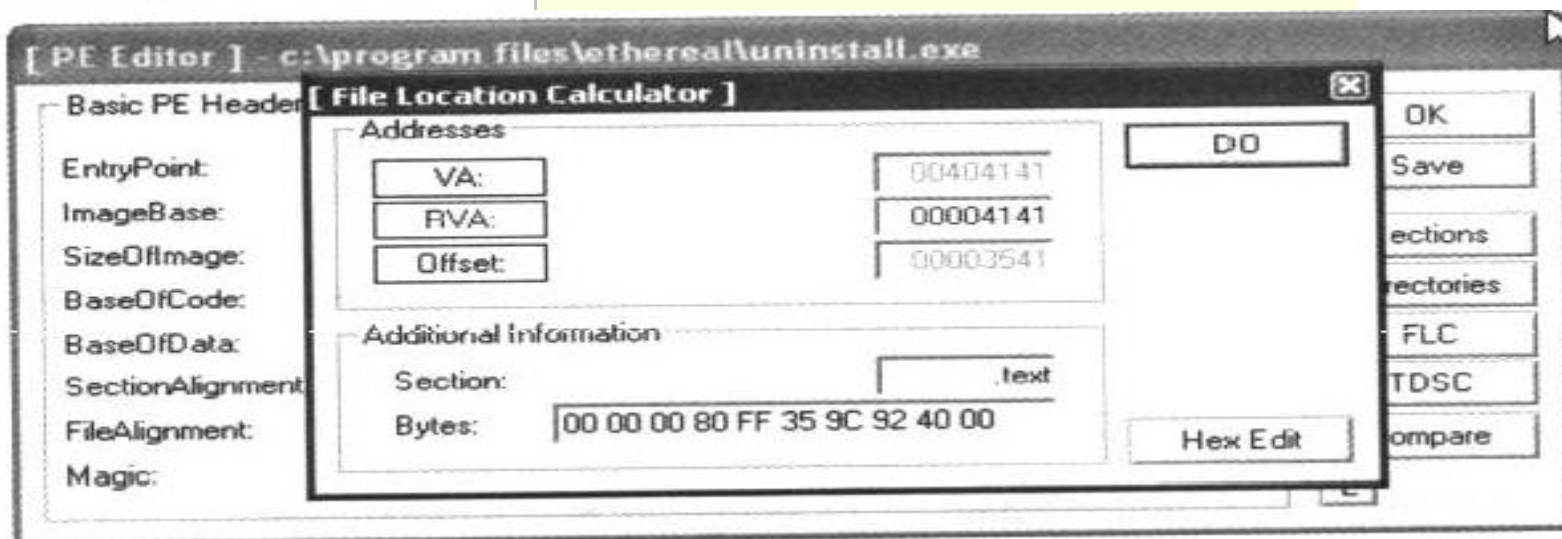 [ PE Editor ] - c:\program files\ethereal\uninstall.exe
Basic PE Header
[ File Location Calculator ]
Addresses
DO
OK
EntryPoint:
VA:
00404141
Save
ImageBase:
RVA:
00004141
SizeOfImage:
Offset:
00003541
ections
BaseOfCode:
rectories
BaseOfData:
Additional Information
FLC
SectionAlignment
Section:
.text
TDSC
FileAlignment:
Bytes:
00 00 00 80 FF 35 9C 92 40 00
Hex Edit
ompare
Magic: